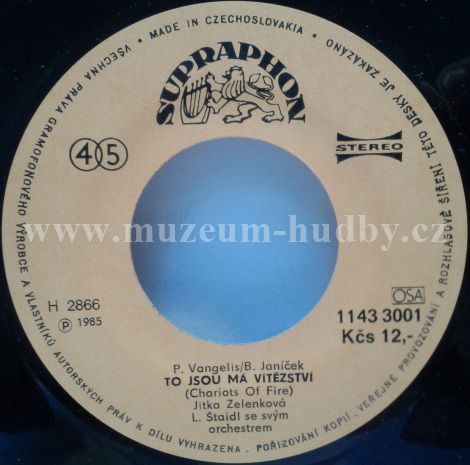 VŠECHNA PRÁVA GRAMOFONOVÉHO VÝROBCE A VLASTNÍKŮ AUTORSKÝCH PRÁV K DÍLU VYHRAZENA. POŘIZOVÁNÍ KOPIÍ, VEŘEJNÉ PROVOZOVÁNÍ A ROZHLASOVÉ ŠÍŘENÍ TÉTO DESKY JE ZAKÁZÁNO
• MADE IN CZECHOSLOVAKIA •
SUPRAPHON
45
STEREO
www.muzeum-hudby.cz
H 2866
Ⓟ 1985
OSA
1143 3001
Kčs 12,-
P. Vangelis/B. Janíček
TO JSOU MÁ VÍTĚZSTVÍ
(Chariots Of Fire)
Jitka Zelenková
L. Štaidl se svým
orchestrem